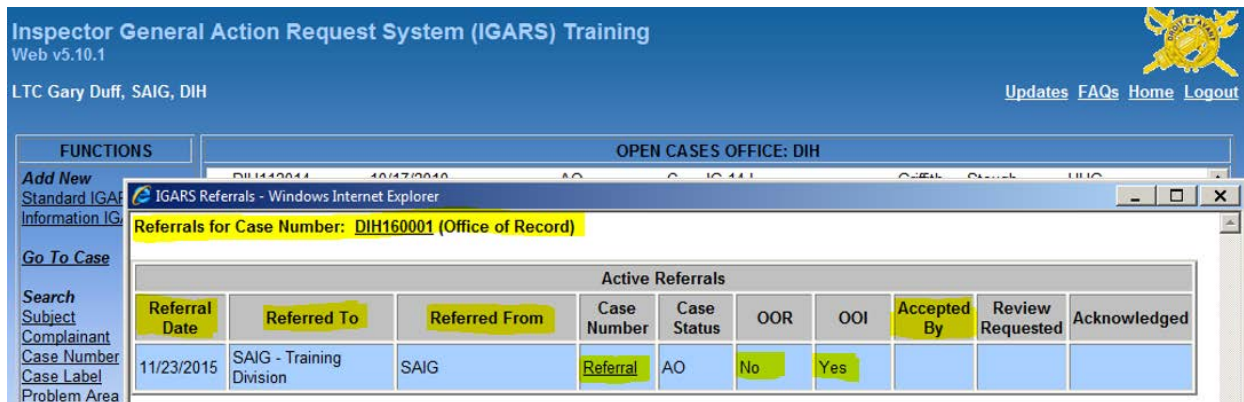 Inspector General Action Request System (IGARS) Training
Web v5.10.1
LTC Gary Duff, SAIG, DIH
Updates FAQs Home Logout
FUNCTIONS
OPEN CASES OFFICE: DIH
Add New
Standard IGAR
Information IG
Go To Case
Search
Subject
Complainant
Case Number
Case Label
Problem Area
IGARS Referrals - Windows Internet Explorer
Referrals for Case Number: DIH160001 (Office of Record)
Active Referrals
Referral Date Referred To Referred From Case Number Case Status OOR OOI Accepted By Review Requested Acknowledged
11/23/2015 SAIG - Training Division SAIG Referral AO No Yes